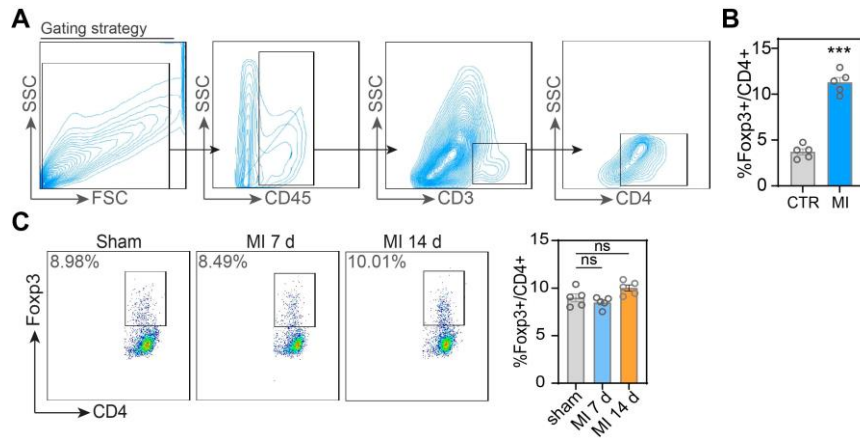 A
Gating strategy
SSC
FSC
SSC
CD45
SSC
CD3
SSC
CD4
B
%Foxp3+/CD4+
15
10
5
0
***
CTR
MI
C
Sham
MI 7 d
MI 14 d
8.98%
8.49%
10.01%
Foxp3
CD4
%Foxp3+/CD4+
15
10
5
0
ns
ns
sham
MI 7 d
MI 14 d